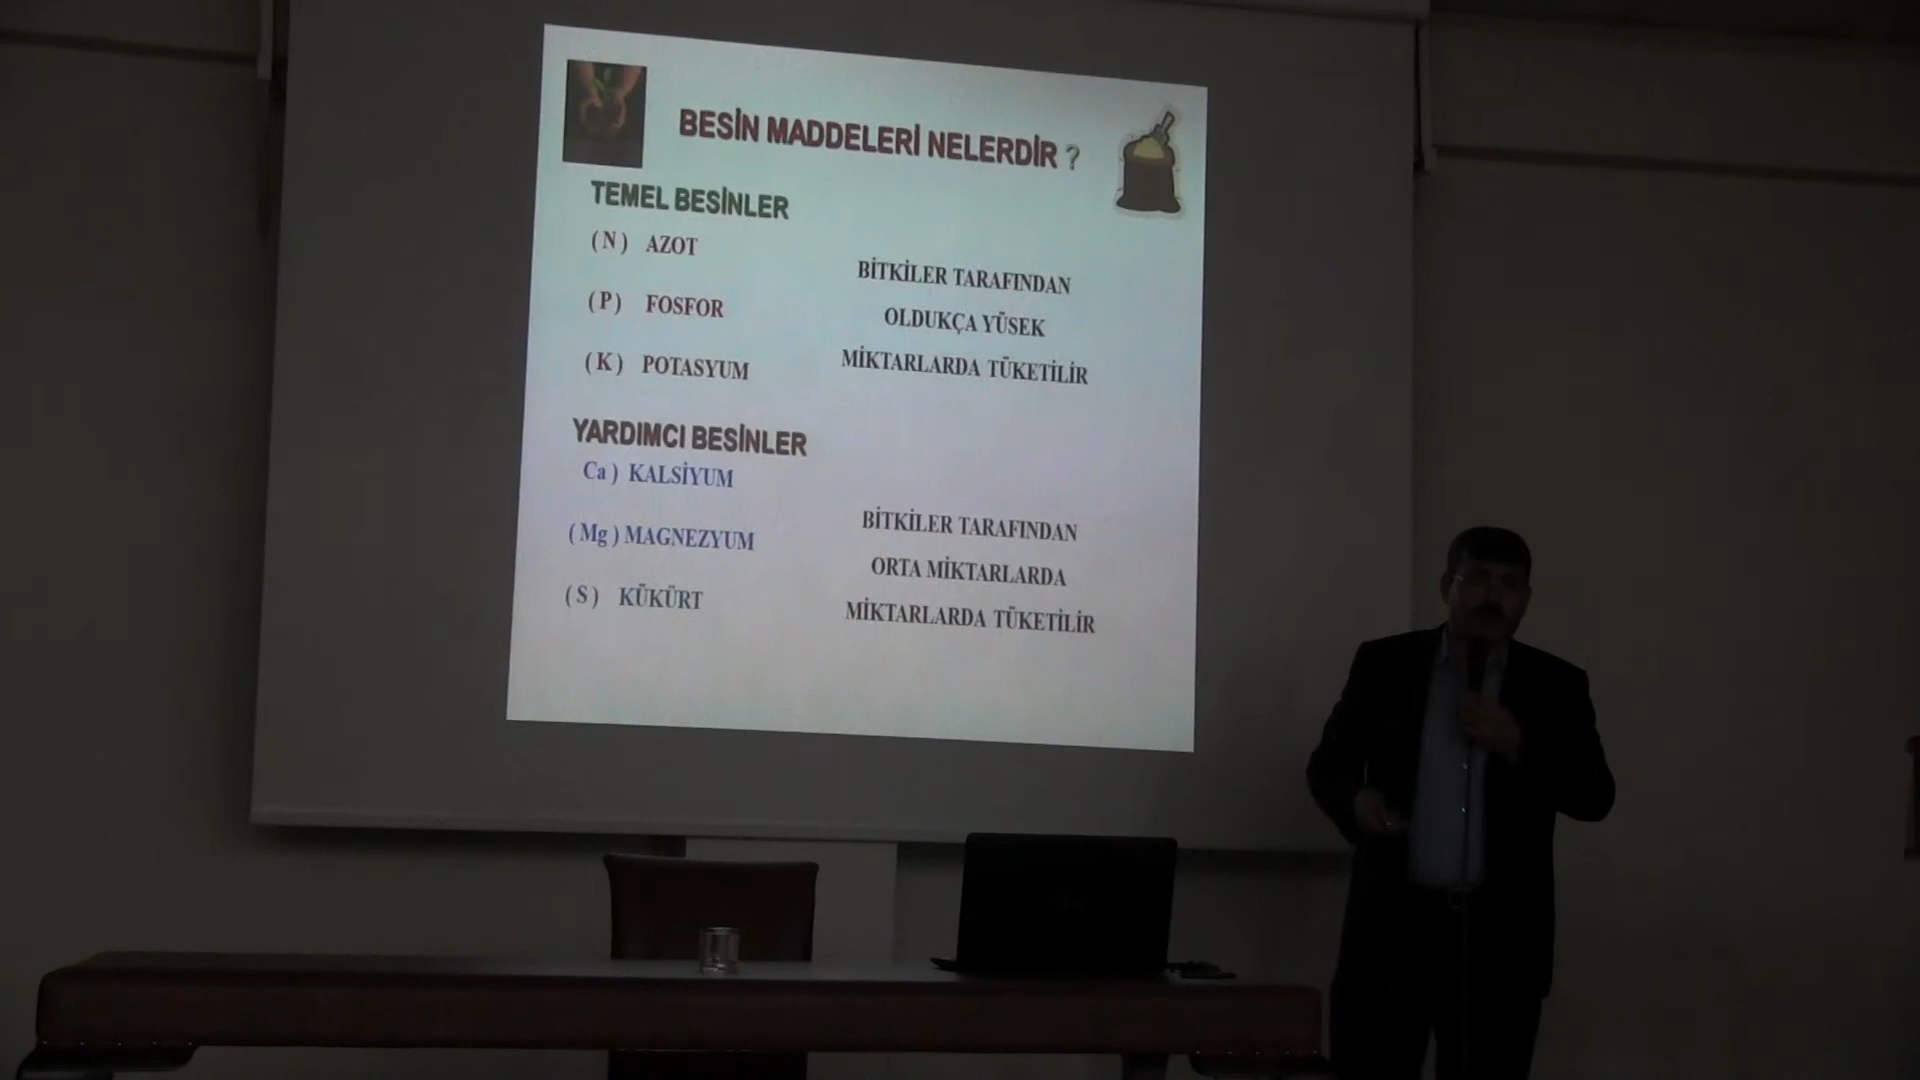 BESİN MADDELERİ NELERDİR ?
TEMEL BESİNLER
( N ) AZOT
( P ) FOSFOR
( K ) POTASYUM
BİTKİLER TARAFINDAN
OLDUKÇA YÜSEK
MİKTARLARDA TÜKETİLİR
YARDIMCI BESİNLER
Ca ) KALSİYUM
( Mg ) MAGNEZYUM
( S ) KÜKÜRT
BİTKİLER TARAFINDAN
ORTA MİKTARLARDA
MİKTARLARDA TÜKETİLİR